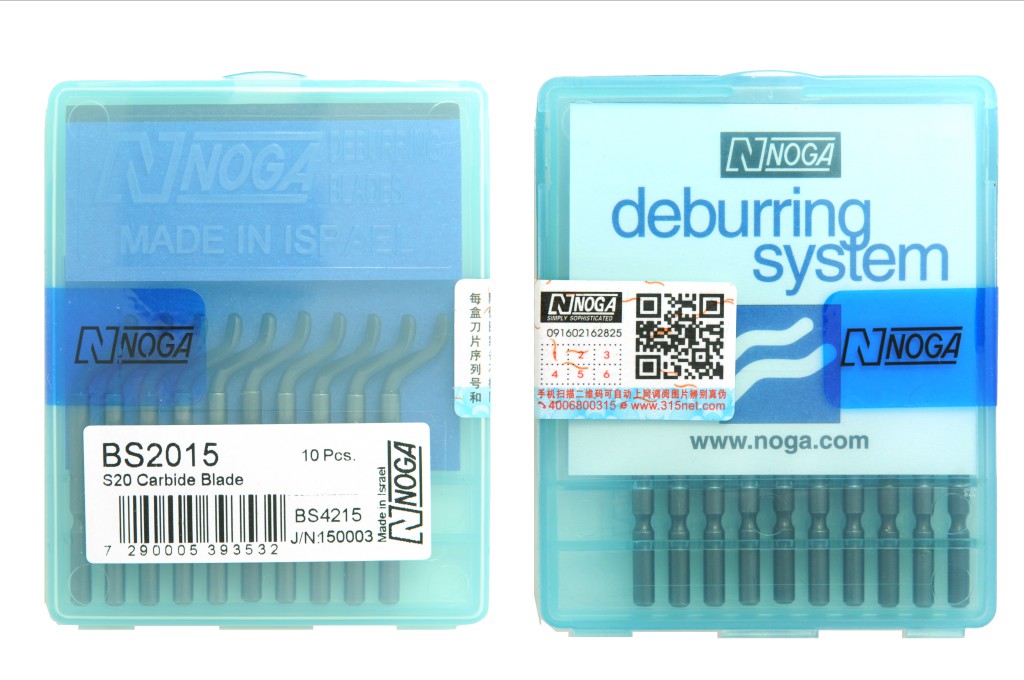 NOGA
DEBURRING
BLADES
MADE IN ISRAEL
NOGA
每盒刀片序列号和
BS2015
10 Pcs.
S20 Carbide Blade
BS4215
J/N:150003
7 290005 393532
Made in Israel
NOGA
NOGA
deburring
system
NOGA
SIMPLY SOPHISTICATED
091602162825
1 2 3
4 5 6
手机扫描二维码可自动上网调阅图片辨别真伪
4006800315 www.315net.com
NOGA
www.noga.com